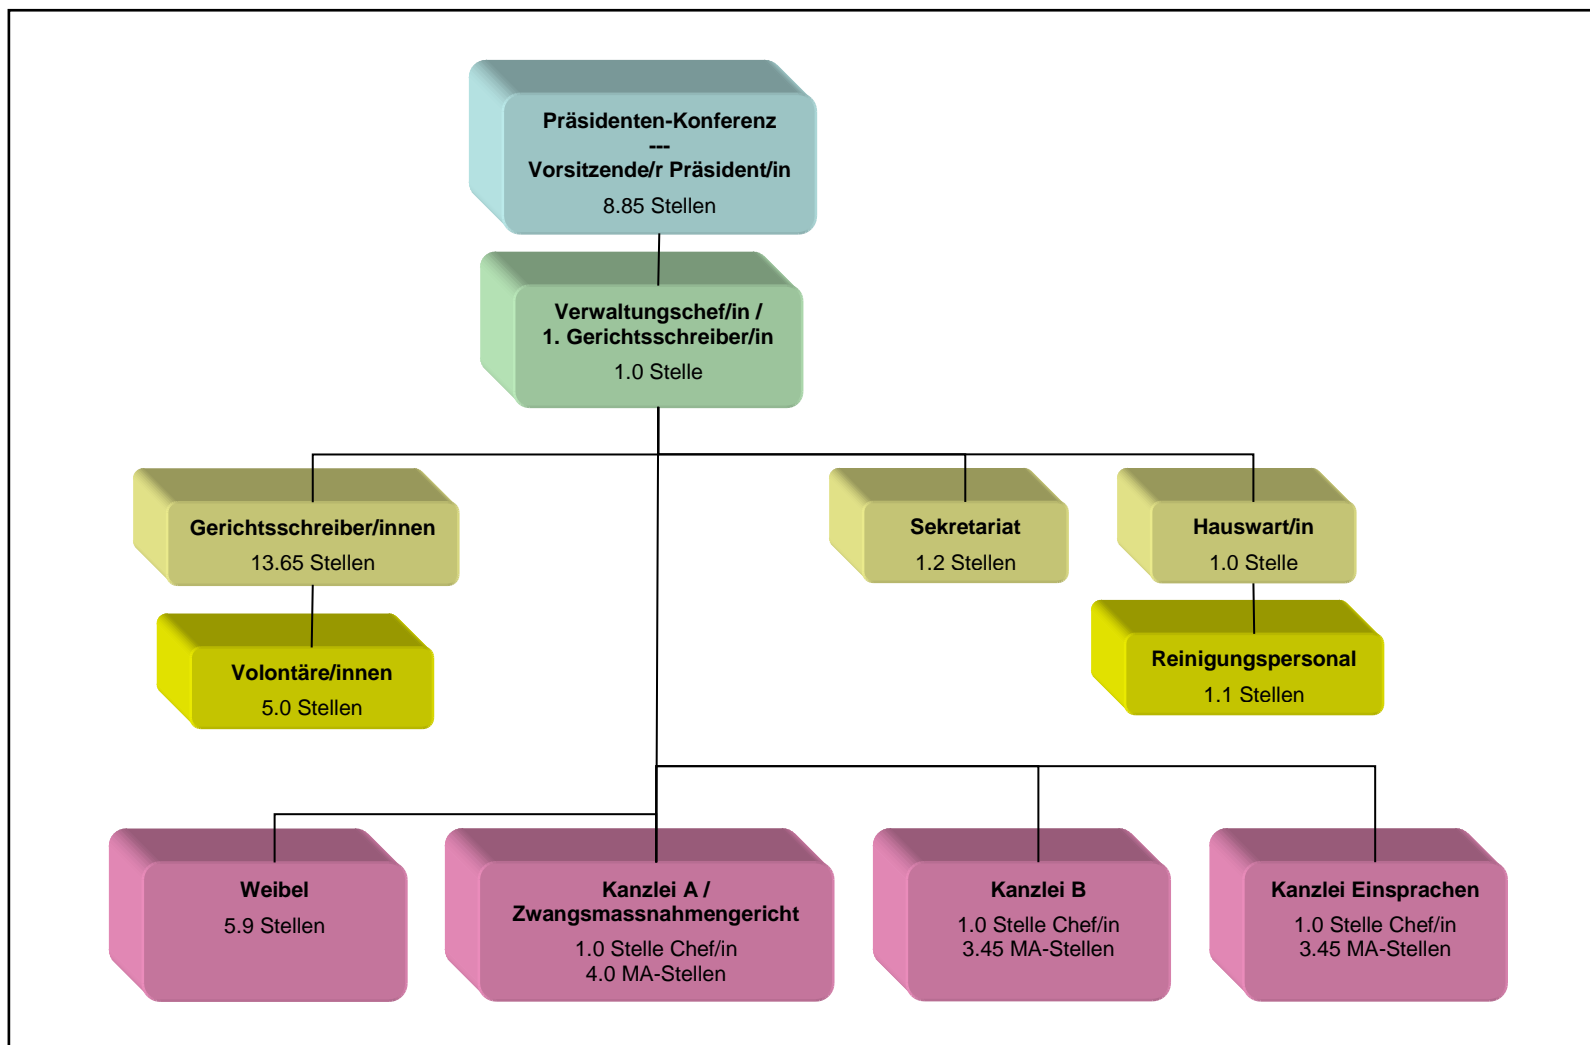 Präsidenten-Konferenz
---
Vorsitzende/r Präsident/in
8.85 Stellen
Verwaltungschef/in /
1. Gerichtsschreiber/in
1.0 Stelle
Gerichtsschreiber/innen
13.65 Stellen
Sekretariat
1.2 Stellen
Hauswart/in
1.0 Stelle
Volontäre/innen
5.0 Stellen
Reinigungspersonal
1.1 Stellen
Weibel
5.9 Stellen
Kanzlei A /
Zwangsmassnahmengericht
1.0 Stelle Chef/in
4.0 MA-Stellen
Kanzlei B
1.0 Stelle Chef/in
3.45 MA-Stellen
Kanzlei Einsprachen
1.0 Stelle Chef/in
3.45 MA-Stellen